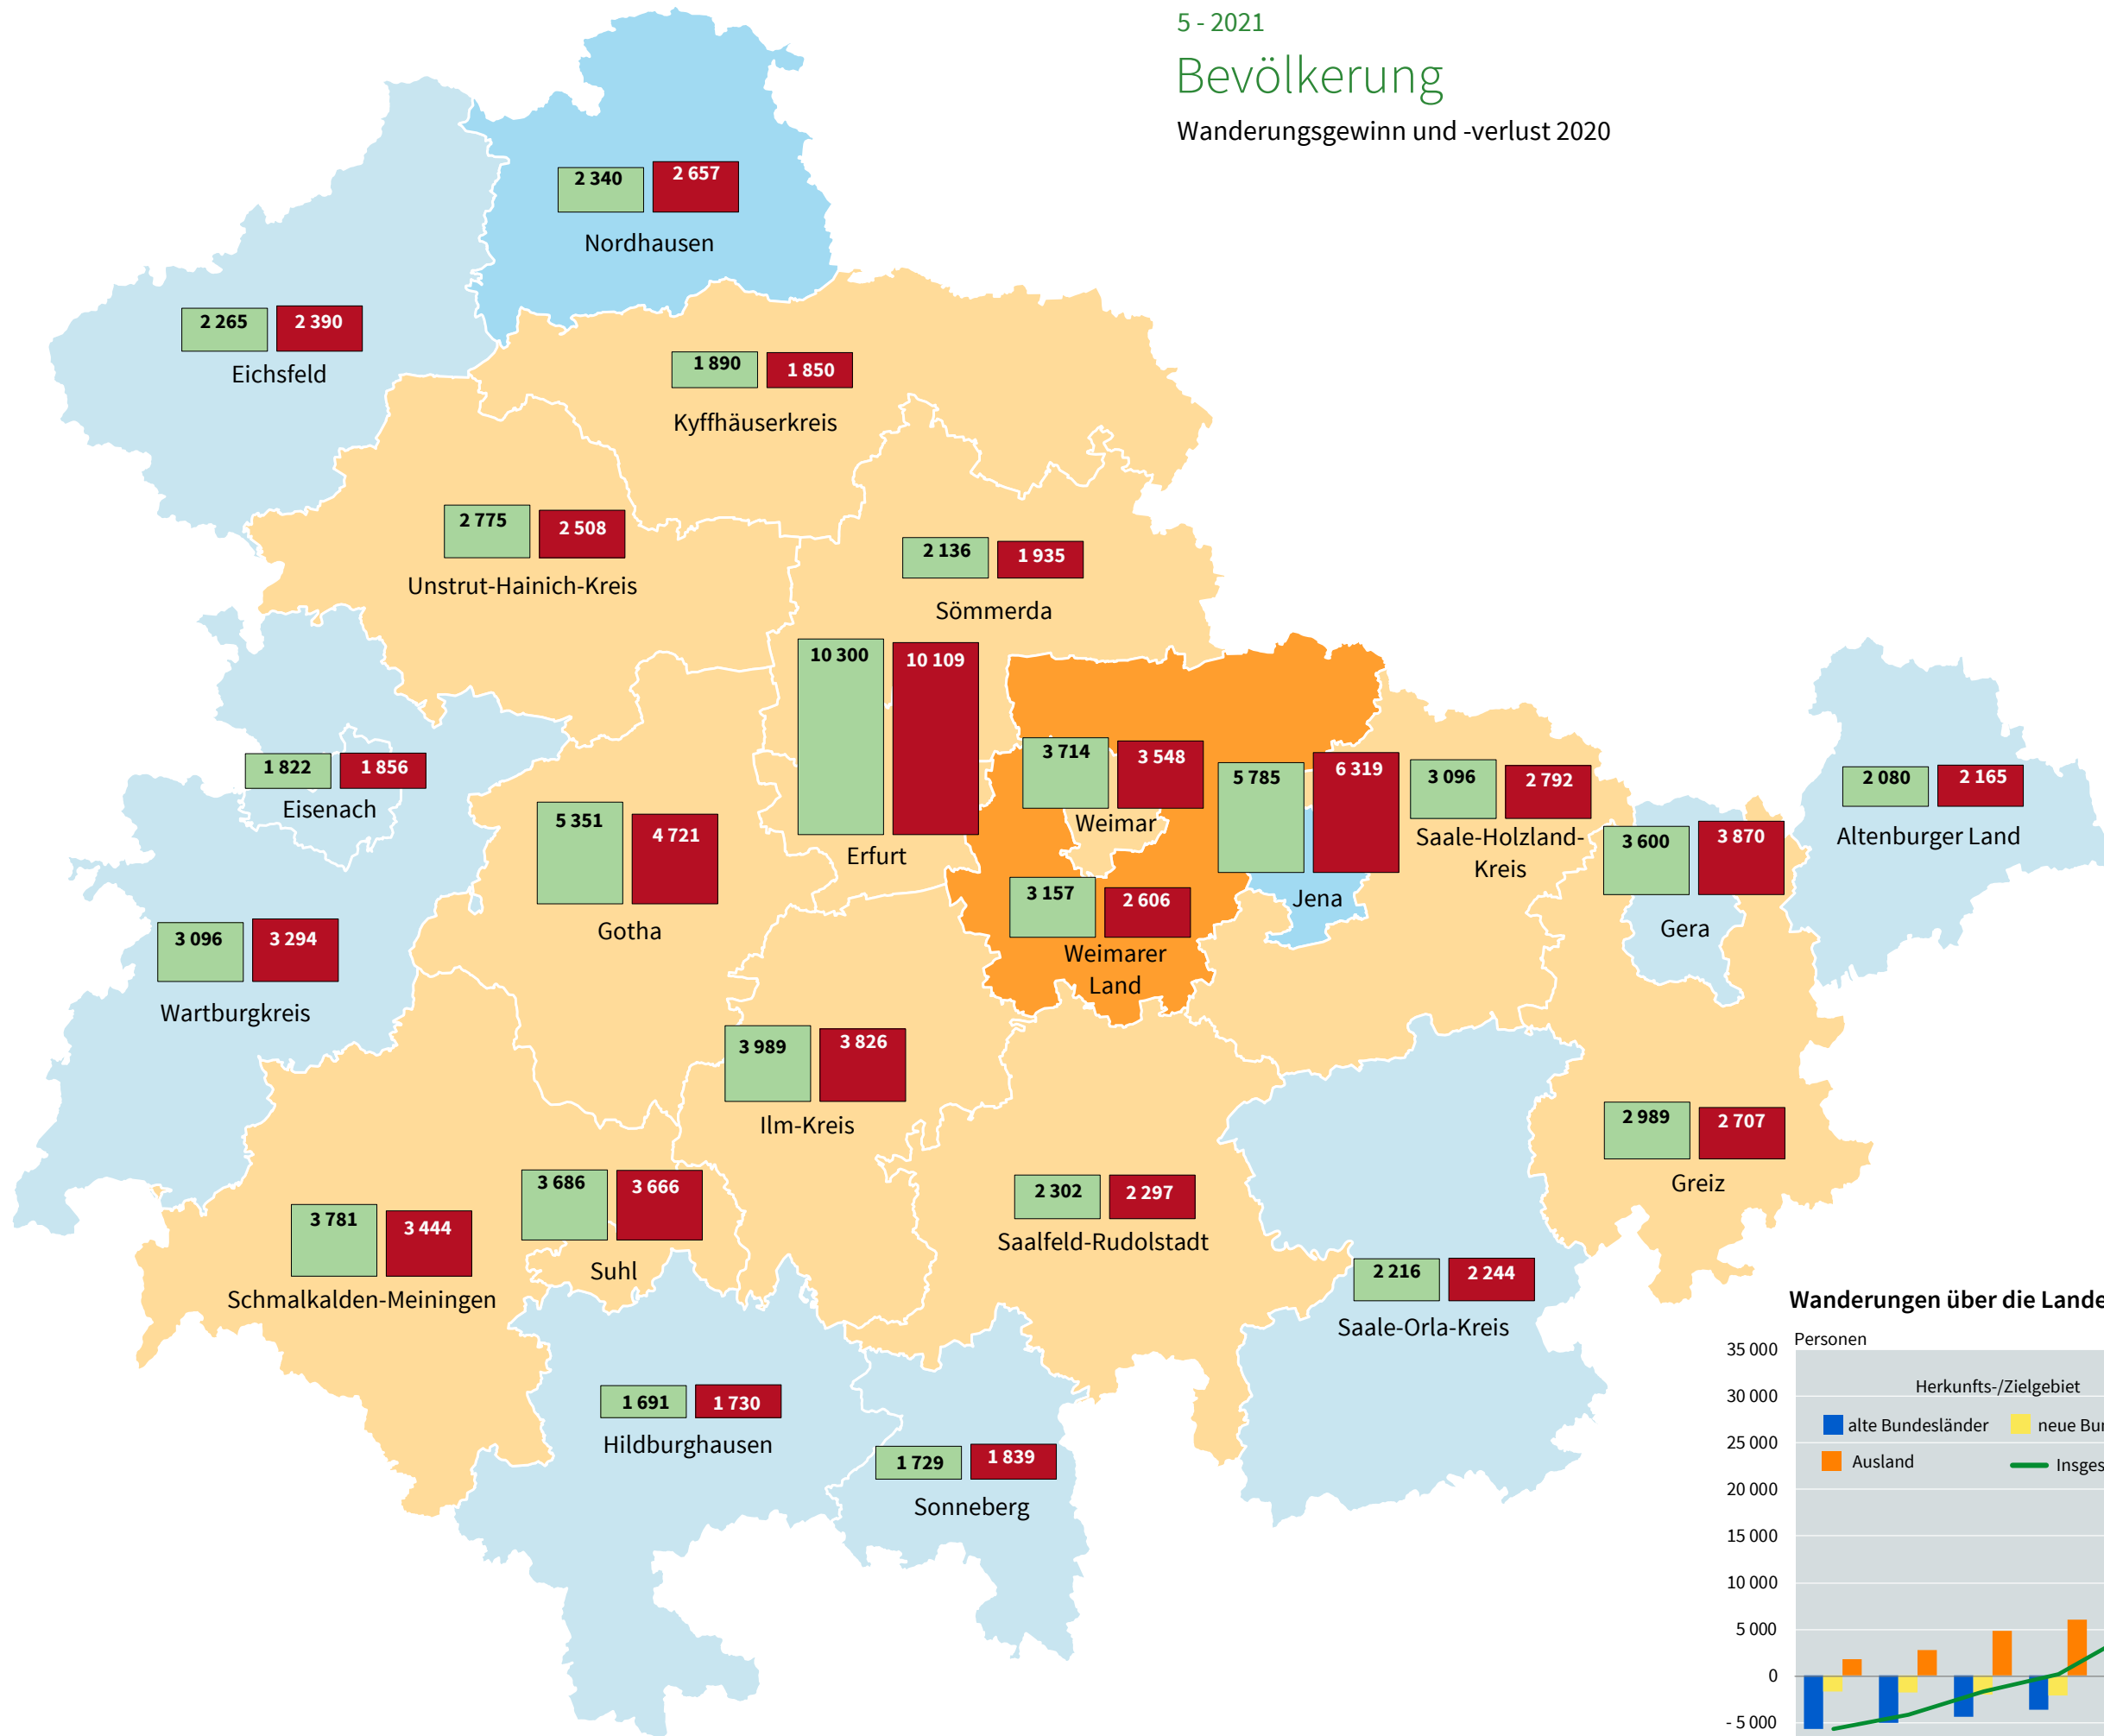 5 - 2021
Bevölkerung
Wanderungsgewinn und -verlust 2020
2 340 2 657
Nordhausen
2 265 2 390
Eichsfeld
1 890 1 850
Kyffhäuserkreis
2 775 2 508
Unstrut-Hainich-Kreis
2 136 1 935
Sömmerda
10 300 10 109
Erfurt
3 714 3 548
Weimar
5 785 6 319
Jena
3 096 2 792
Saale-Holzland-
Kreis
3 600 3 870
Gera
2 080 2 165
Altenburger Land
1 822 1 856
Eisenach
5 351 4 721
Gotha
3 157 2 606
Weimarer
Land
3 096 3 294
Wartburgkreis
3 989 3 826
Ilm-Kreis
2 989 2 707
Greiz
3 781 3 444
Schmalkalden-Meiningen
3 686 3 666
Suhl
2 302 2 297
Saalfeld-Rudolstadt
2 216 2 244
Saale-Orla-Kreis
1 691 1 730
Hildburghausen
1 729 1 839
Sonneberg
Wanderungen über die Lande
Personen
35 000
30 000
25 000
20 000
15 000
10 000
5 000
0
- 5 000
Herkunfts-/Zielgebiet
alte Bundesländer neue Bun
Ausland Insges